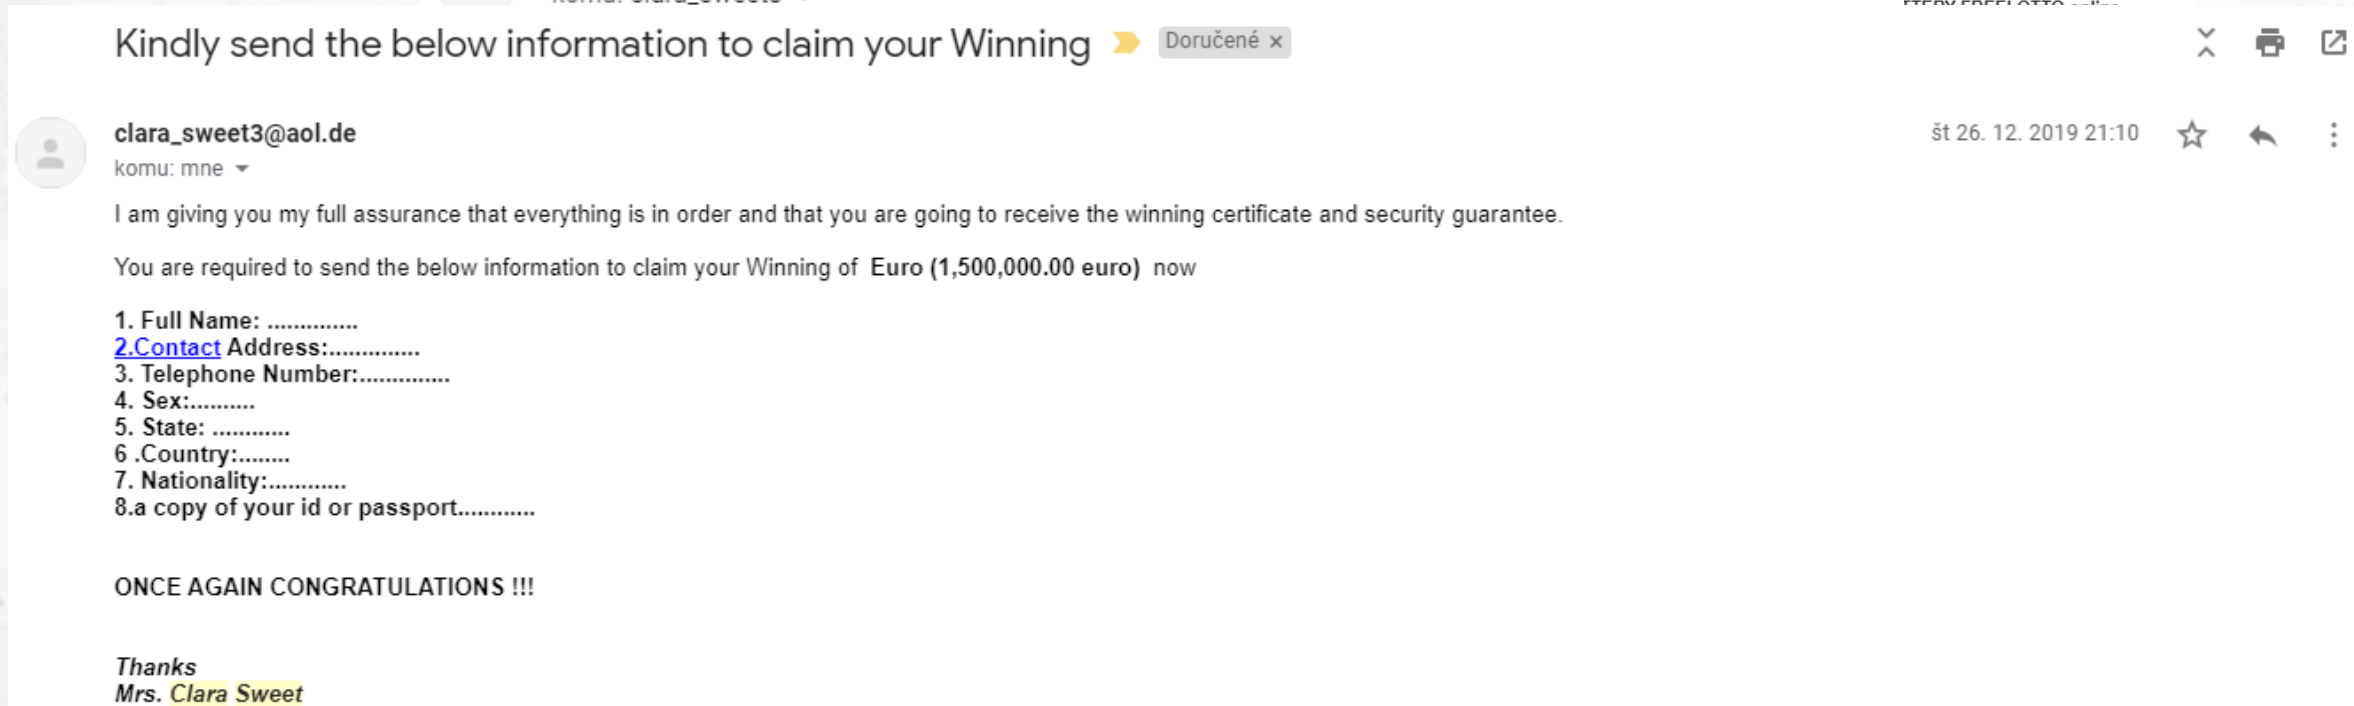 komu: clara_sweet3
Kindly send the below information to claim your Winning
Doručené ×
clara_sweet3@aol.de
št 26. 12. 2019 21:10
komu: mne
I am giving you my full assurance that everything is in order and that you are going to receive the winning certificate and security guarantee.
You are required to send the below information to claim your Winning of Euro (1,500,000.00 euro) now
1. Full Name: ..............
2.Contact Address:..............
3. Telephone Number:..............
4. Sex:..........
5. State: ............
6 .Country:........
7. Nationality:............
8.a copy of your id or passport............
ONCE AGAIN CONGRATULATIONS !!!
Thanks
Mrs. Clara Sweet